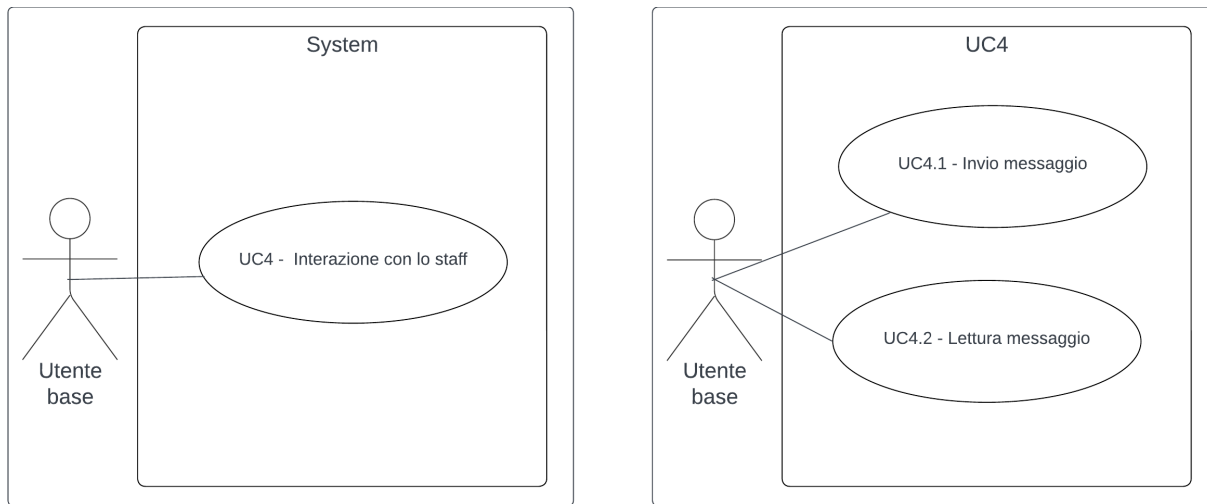 System
UC4 - Interazione con lo staff
Utente
base
UC4
UC4.1 - Invio messaggio
UC4.2 - Lettura messaggio
Utente
base